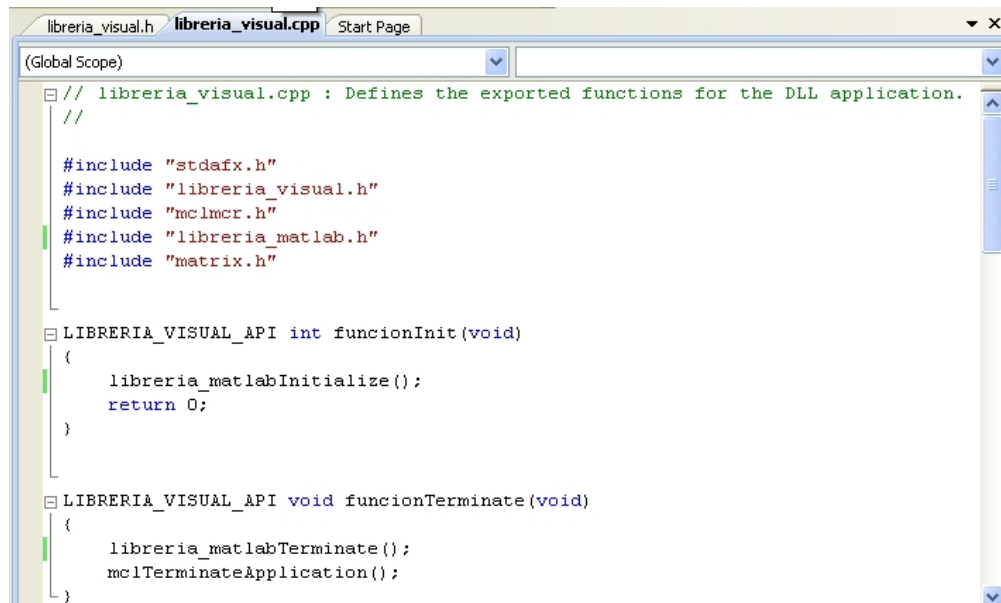 libreria_visual.h libreria_visual.cpp Start Page
(Global Scope)
// libreria_visual.cpp : Defines the exported functions for the DLL application.
//
#include "stdafx.h"
#include "libreria_visual.h"
#include "mclmcr.h"
#include "libreria_matlab.h"
#include "matrix.h"
LIBRERIA_VISUAL_API int funcionInit(void)
{
libreria_matlabInitialize();
return 0;
}
LIBRERIA_VISUAL_API void funcionTerminate(void)
{
libreria_matlabTerminate();
mclTerminateApplication();
}